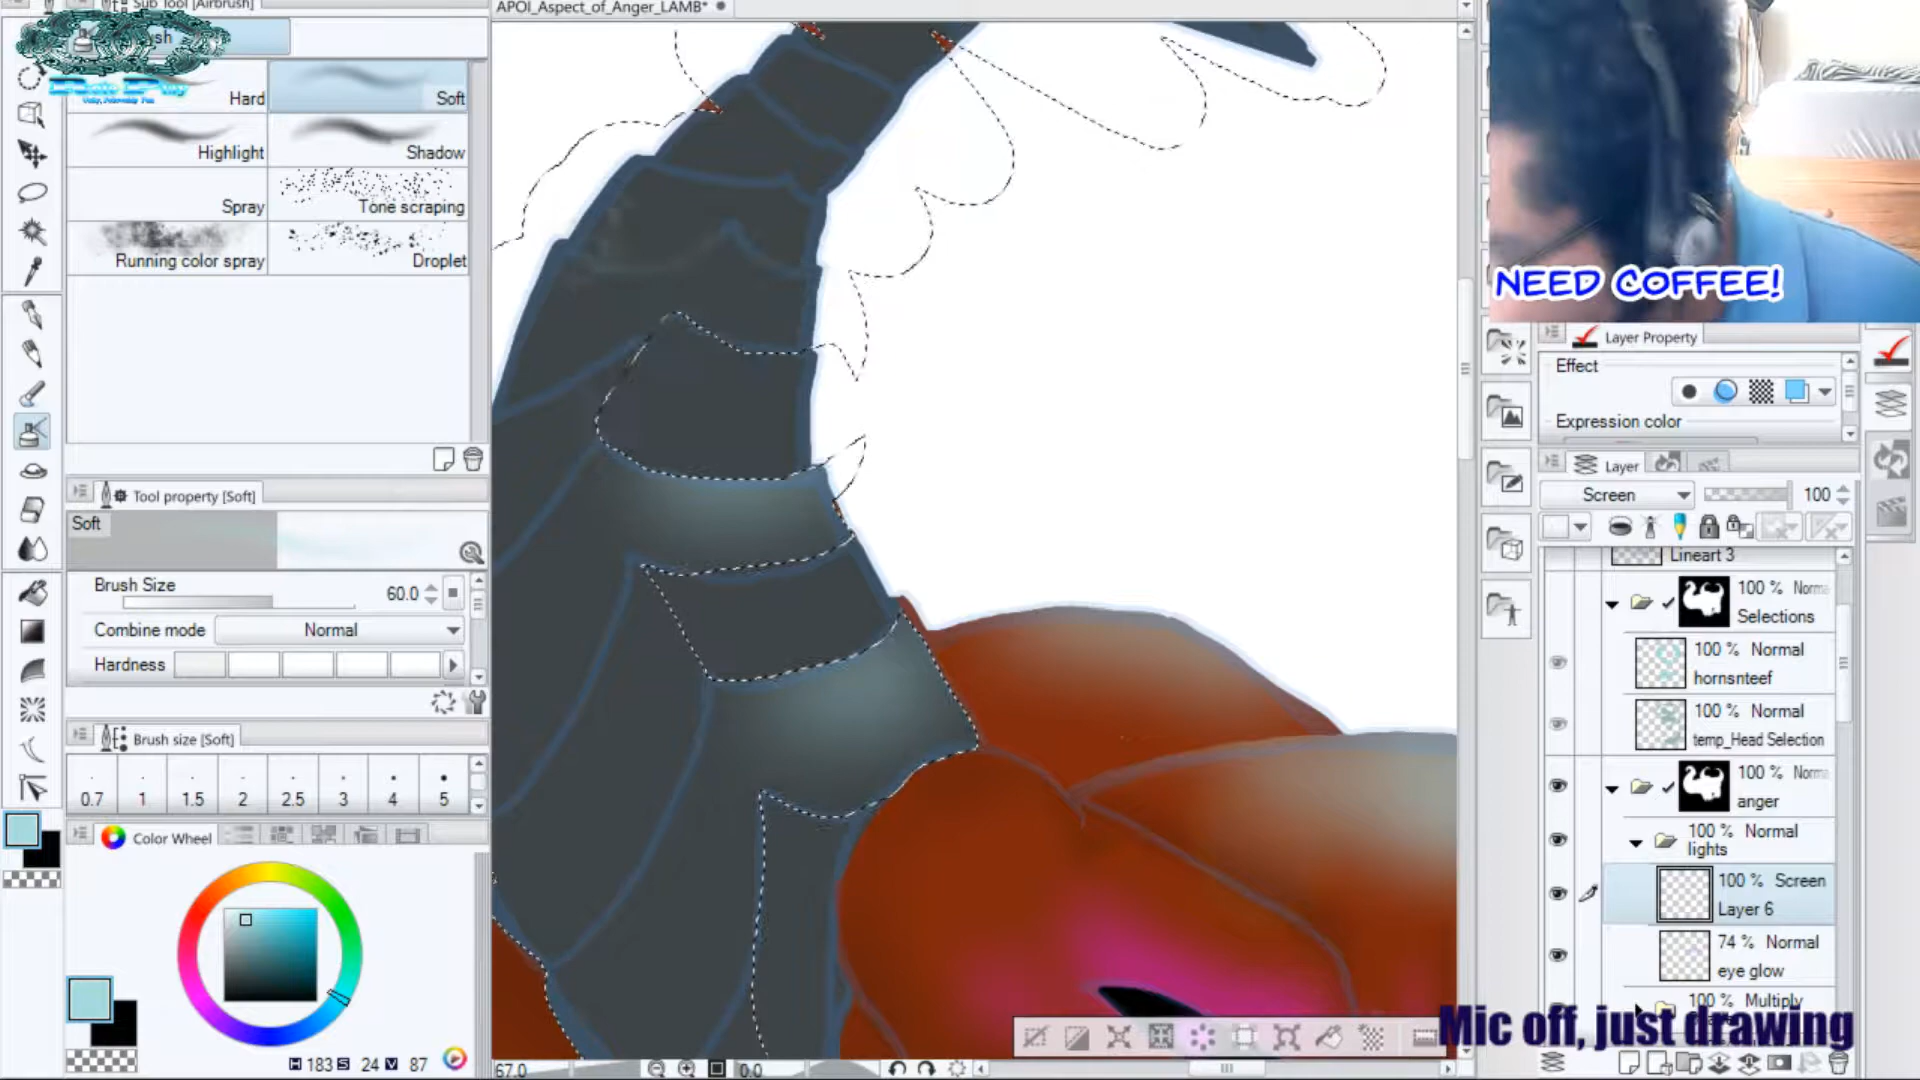 Sub Tool [Airbrush]
APOI_Aspect_of_Anger_LAMB*
Hard
Soft
Highlight
Shadow
Spray
Tone scraping
Running color spray
Droplet
NEED COFFEE!
Layer Property
Effect
Expression color
Layer
Screen
100
Tool property [Soft]
Soft
Brush Size
60.0
Combine mode
Normal
Hardness
Brush size [Soft]
0.7
1
1.5
2
2.5
3
4
5
Color Wheel
H 183 S 24 V 87
67.0
0.0
Lineart 3
100 % Norma
Selections
100 % Normal
hornsnteef
100 % Normal
temp_Head Selection
100 % Norma
anger
100 % Normal
lights
100 % Screen
Layer 6
74 % Normal
eye glow
100 % Multiply
Mic off, just drawing